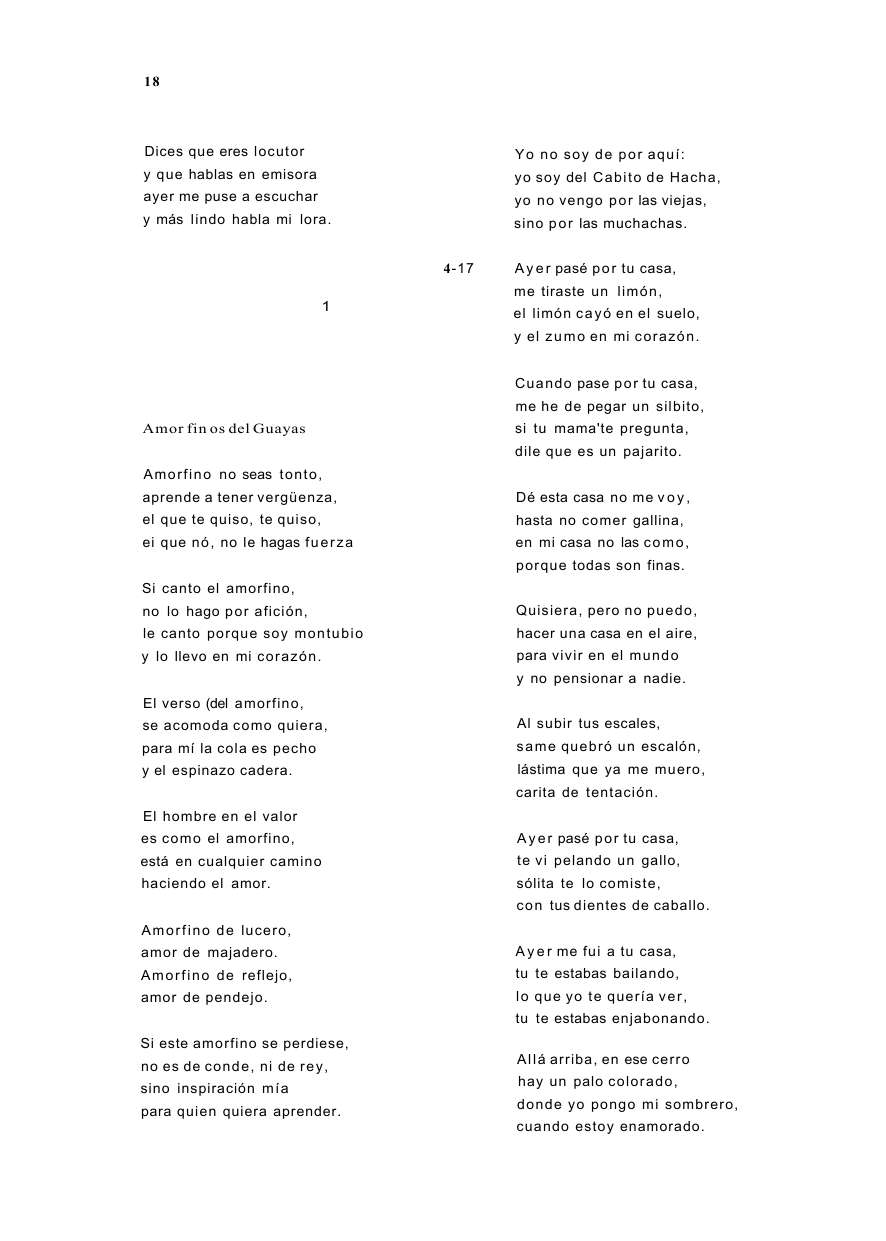 18
Dices que eres locutor
y que hablas en emisora
ayer me puse a escuchar
y más lindo habla mi lora.
1
Amor fin os del Guayas
Amorfino no seas tonto,
aprende a tener vergüenza,
el que te quiso, te quiso,
ei que nó, no le hagas fuerza
Si canto el amorfino,
no lo hago por afición,
le canto porque soy montubio
y lo llevo en mi corazón.
El verso (del amorfino,
se acomoda como quiera,
para mí la cola es pecho
y el espinazo cadera.
El hombre en el valor
es como el amorfino,
está en cualquier camino
haciendo el amor.
Amorfino de lucero,
amor de majadero.
Amorfino de reflejo,
amor de pendejo.
Si este amorfino se perdiese,
no es de conde, ni de rey,
sino inspiración mía
para quien quiera aprender.
Yo no soy de por aquí:
yo soy del Cabito de Hacha,
yo no vengo por las viejas,
sino por las muchachas.
4-17
Ayer pasé por tu casa,
me tiraste un limón,
el limón cayó en el suelo,
y el zumo en mi corazón.
Cuando pase por tu casa,
me he de pegar un silbito,
si tu mama'te pregunta,
dile que es un pajarito.
Dé esta casa no me voy,
hasta no comer gallina,
en mi casa no las como,
porque todas son finas.
Quisiera, pero no puedo,
hacer una casa en el aire,
para vivir en el mundo
y no pensionar a nadie.
Al subir tus escales,
same quebró un escalón,
lástima que ya me muero,
carita de tentación.
Ayer pasé por tu casa,
te vi pelando un gallo,
sólita te lo comiste,
con tus dientes de caballo.
Ayer me fui a tu casa,
tu te estabas bailando,
lo que yo te quería ver,
tu te estabas enjabonando.
Allá arriba, en ese cerro
hay un palo colorado,
donde yo pongo mi sombrero,
cuando estoy enamorado.